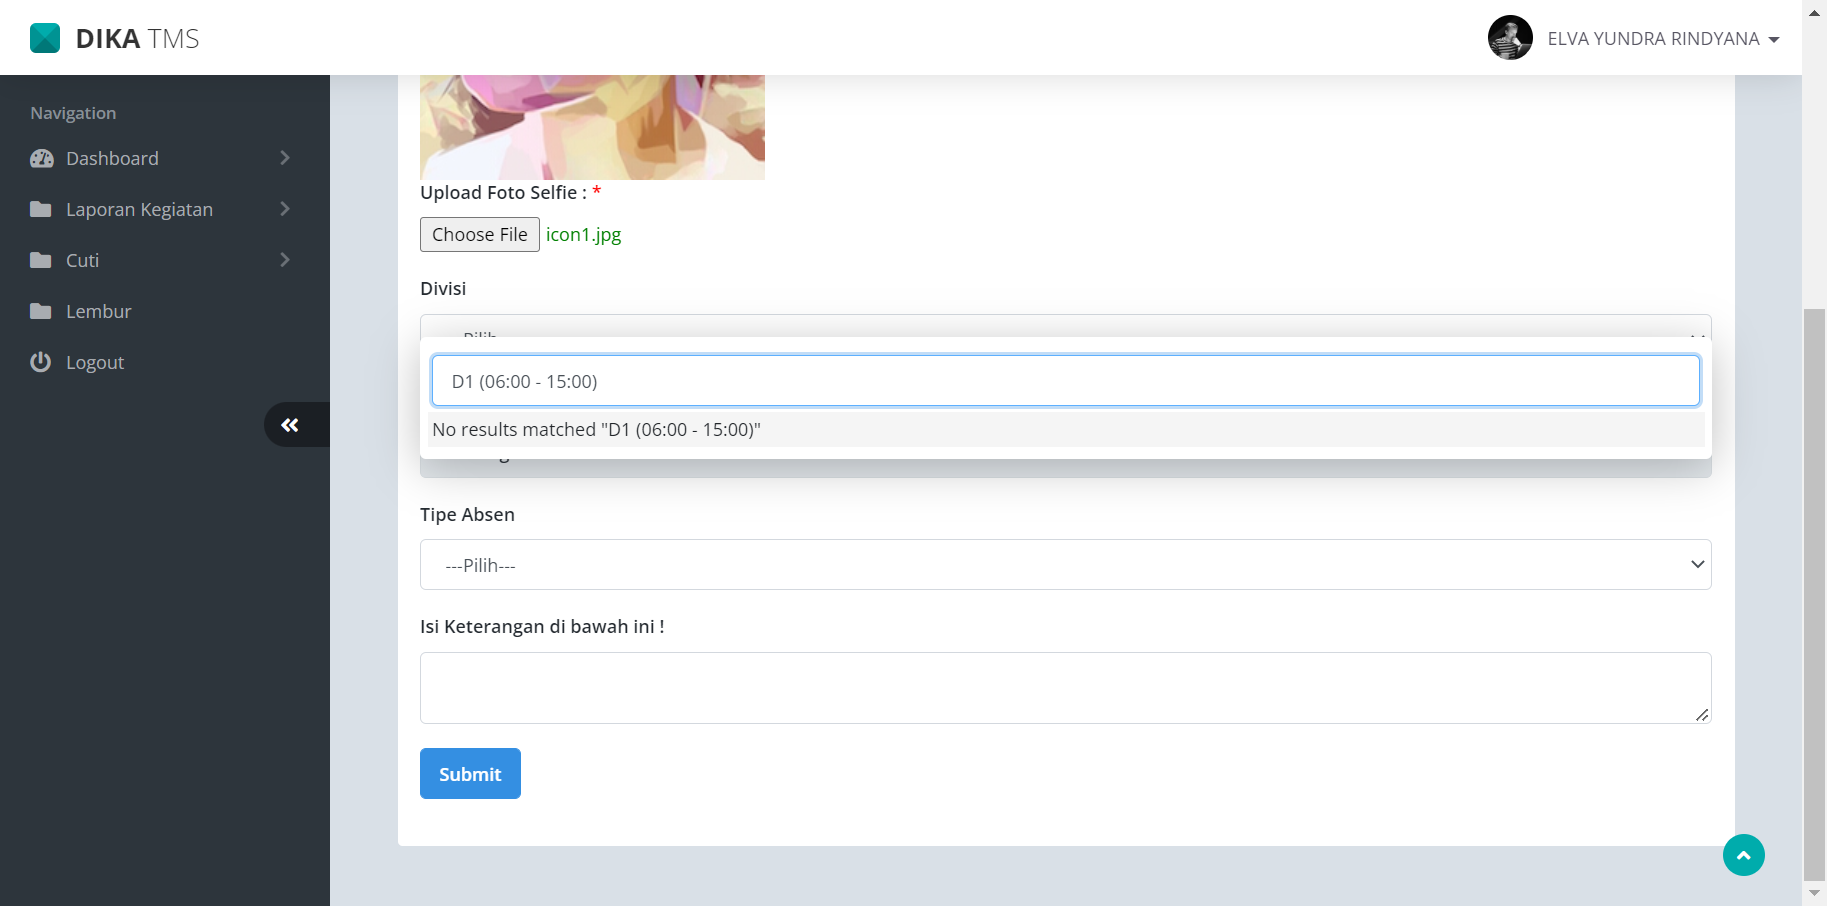 DIKA TMS
ELVA YUNDRA RINDYANA
Navigation
Dashboard
Laporan Kegiatan
Cuti
Lembur
Logout
Upload Foto Selfie : *
Choose File icon1.jpg
Divisi
D1 (06:00 - 15:00)
No results matched "D1 (06:00 - 15:00)"
Tipe Absen
---Pilih---
Isi Keterangan di bawah ini !
Submit